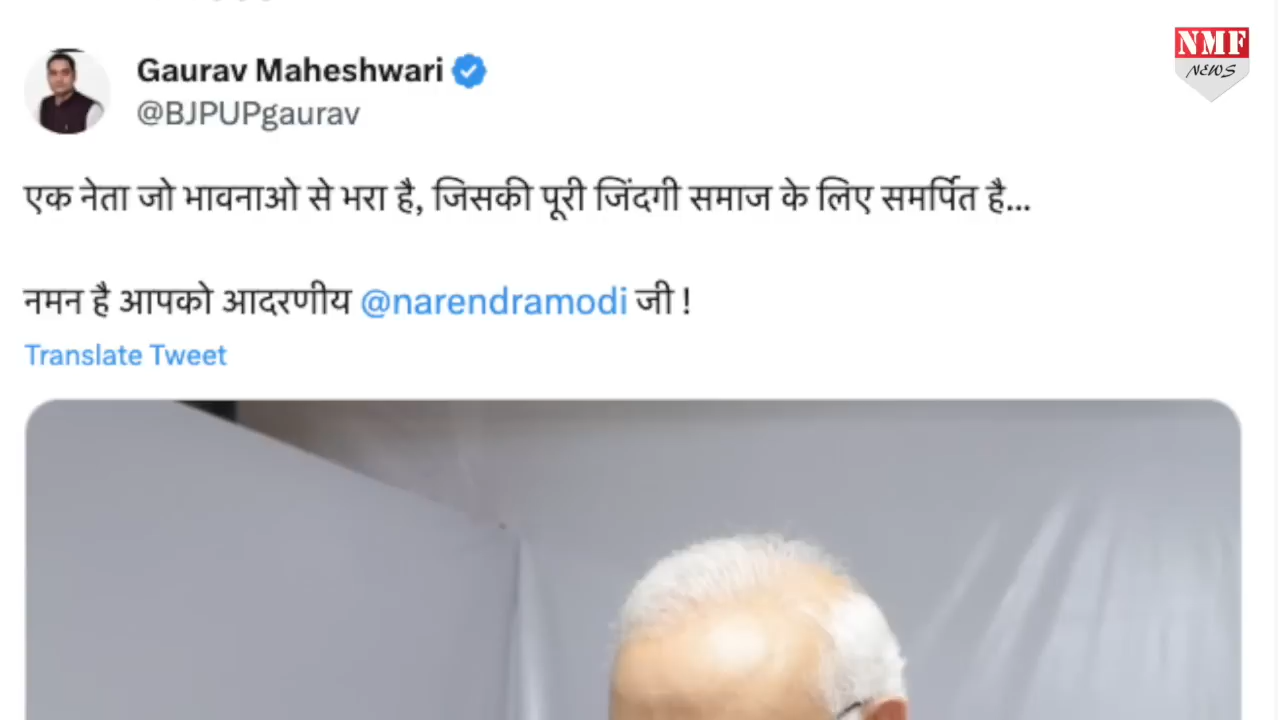 Gaurav Maheshwari
@BJPUPgaurav
NMF
NEWS
एक नेता जो भावनाओ से भरा है, जिसकी पूरी जिंदगी समाज के लिए समर्पित है...
नमन है आपको आदरणीय @narendramodi जी !
Translate Tweet